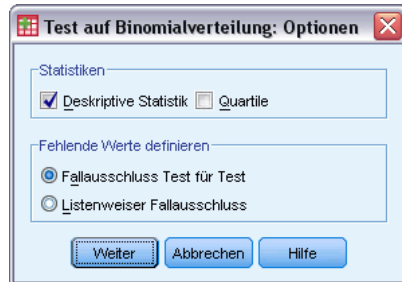 Test auf Binomialverteilung: Optionen
Statistiken
Deskriptive Statistik Quartile
Fehlende Werte definieren
Fallausschluss Test für Test
Listenweiser Fallausschluss
Weiter Abbrechen Hilfe